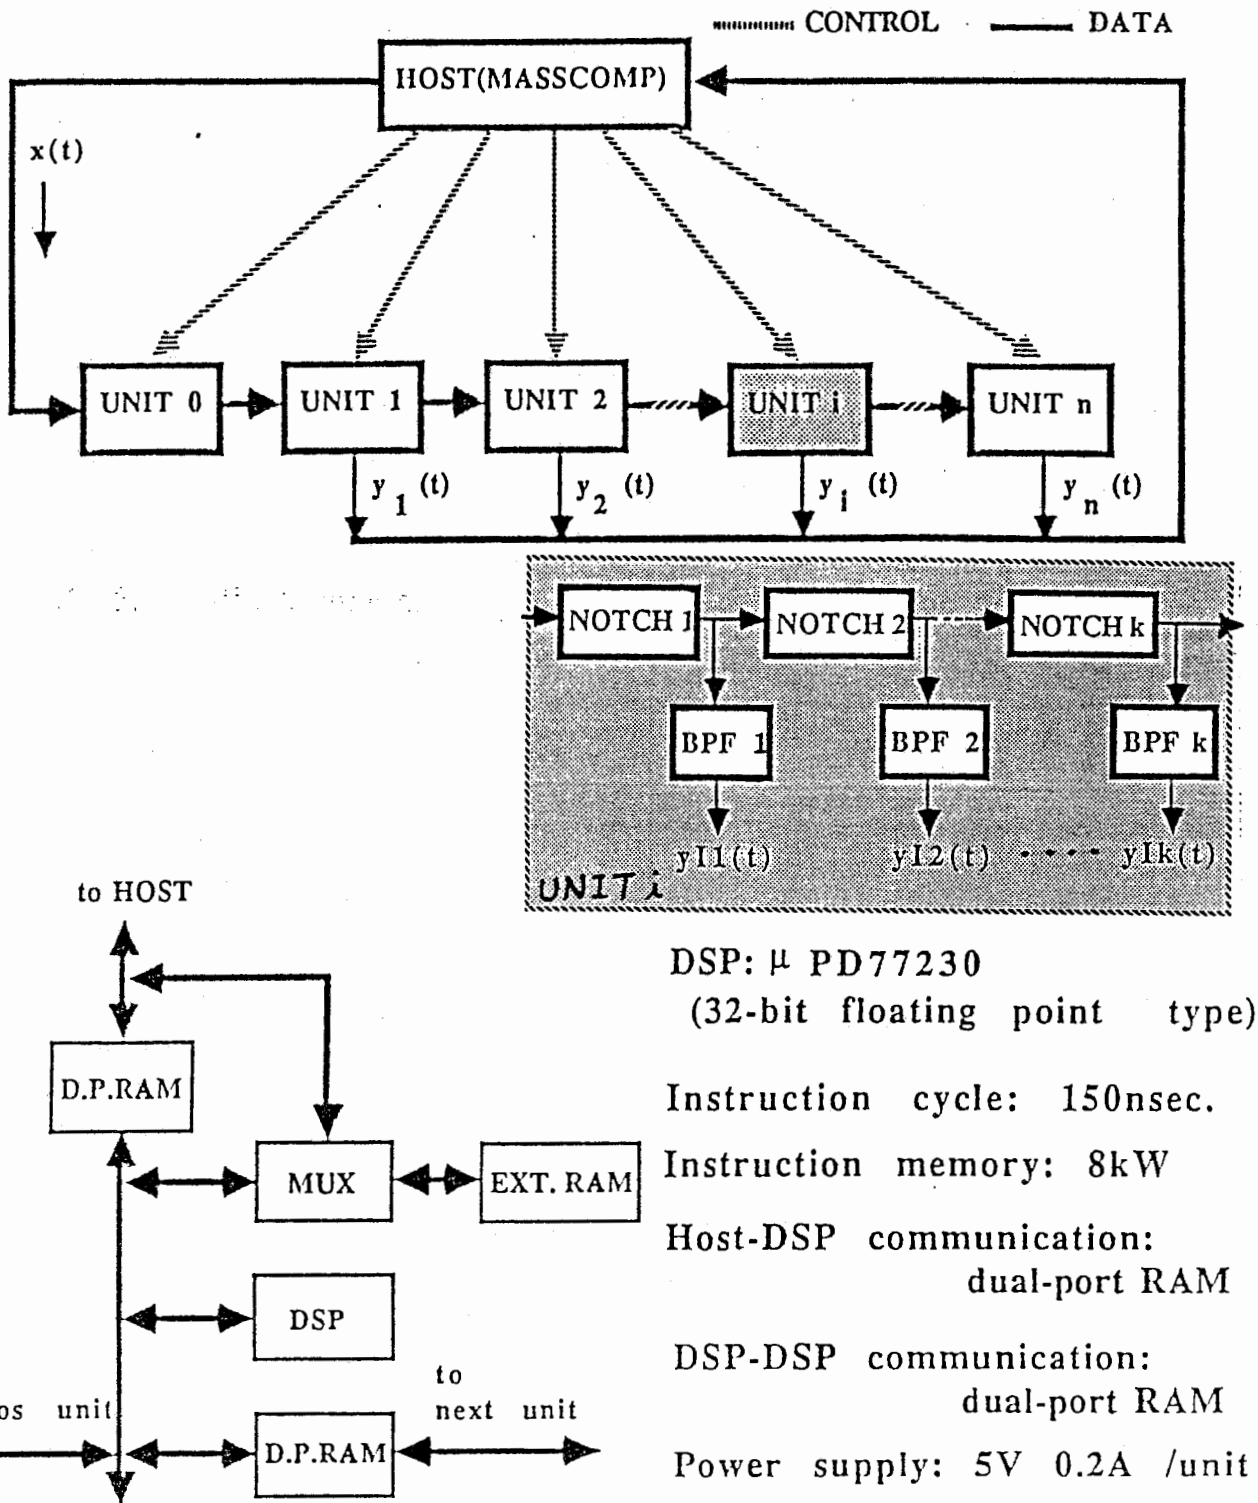 CONTROL DATA
HOST(MASSCOMP)
x(t)
UNIT 0 UNIT 1 UNIT 2 UNIT i UNIT n
y1(t) y2(t) yi(t) yn(t)
NOTCH 1 NOTCH 2 NOTCH k
BPF 1 BPF 2 BPF k
yI1(t) yI2(t) yIk(t)
UNIT i
to HOST
D.P.RAM
MUX EXT. RAM
DSP
to
unit next unit
D.P.RAM
DSP: μ PD77230
(32-bit floating point type)
Instruction cycle: 150nsec.
Instruction memory: 8kW
Host-DSP communication:
dual-port RAM
DSP-DSP communication:
dual-port RAM
Power supply: 5V 0.2A /unit